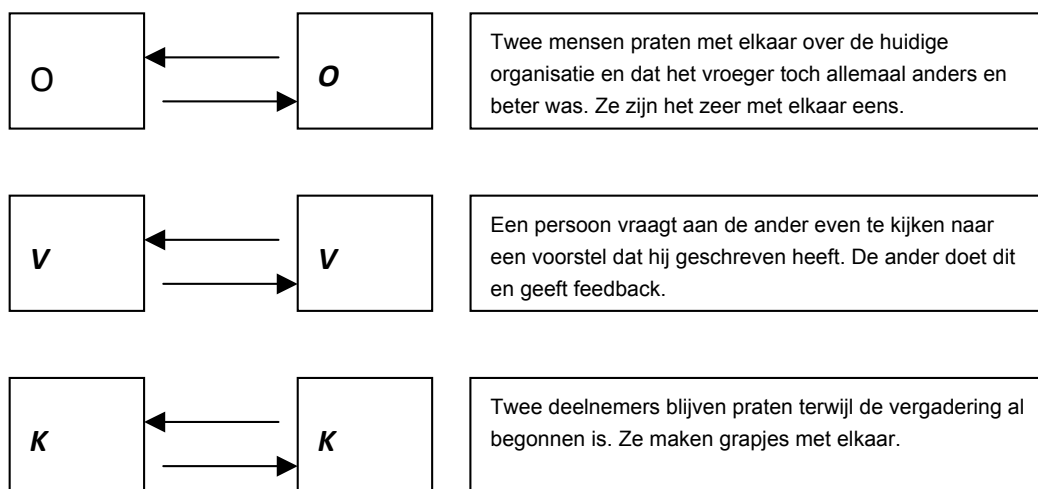 O
O
Twee mensen praten met elkaar over de huidige
organisatie en dat het vroeger toch allemaal anders en
beter was. Ze zijn het zeer met elkaar eens.
V
V
Een persoon vraagt aan de ander even te kijken naar
een voorstel dat hij geschreven heeft. De ander doet dit
en geeft feedback.
K
K
Twee deelnemers blijven praten terwijl de vergadering al
begonnen is. Ze maken grapjes met elkaar.